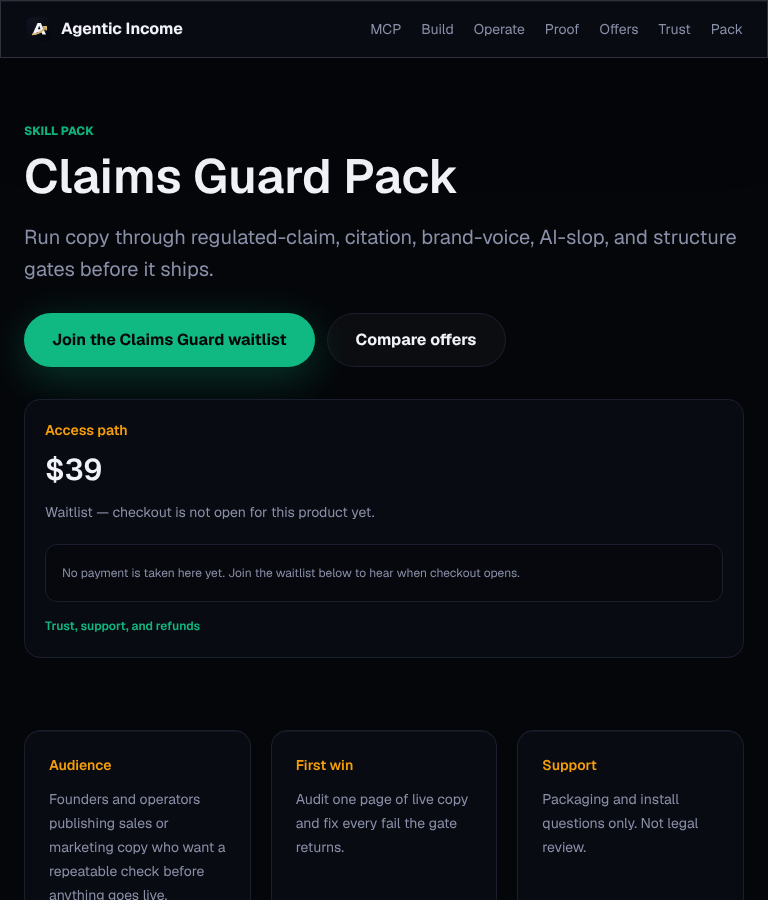 Agentic Income
MCP Build Operate Proof Offers Trust Pack
SKILL PACK
Claims Guard Pack
Run copy through regulated-claim, citation, brand-voice, AI-slop, and structure
gates before it ships.
Join the Claims Guard waitlist
Compare offers
Access path
$39
Waitlist — checkout is not open for this product yet.
No payment is taken here yet. Join the waitlist below to hear when checkout opens.
Trust, support, and refunds
Audience
Founders and operators
publishing sales or
marketing copy who want a
repeatable check before
anything goes live.
First win
Audit one page of live copy
and fix every fail the gate
returns.
Support
Packaging and install
questions only. Not legal
review.